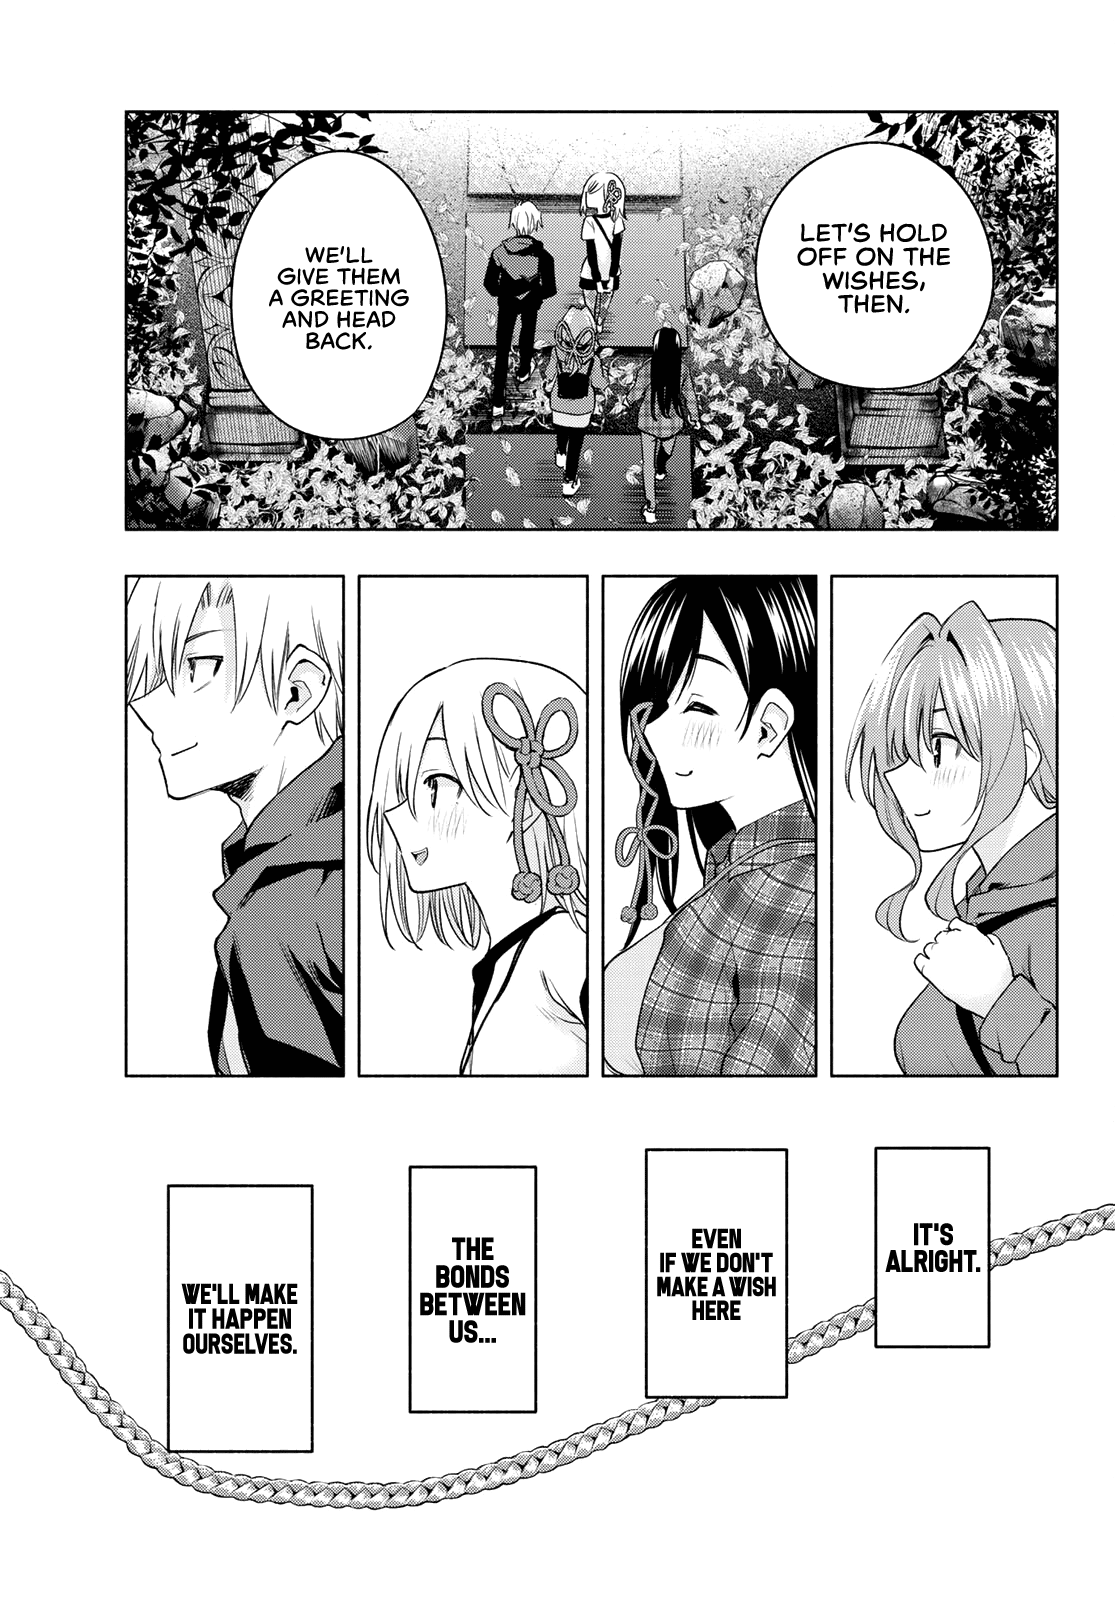 LET'S HOLD
OFF ON THE
WISHES,
THEN.
WE'LL
GIVE THEM
A GREETING
AND HEAD
BACK.
IT'S
ALRIGHT.
EVEN
IF WE DON'T
MAKE A WISH
HERE
THE
BONDS
BETWEEN
US...
WE'LL MAKE
IT HAPPEN
OURSELVES.